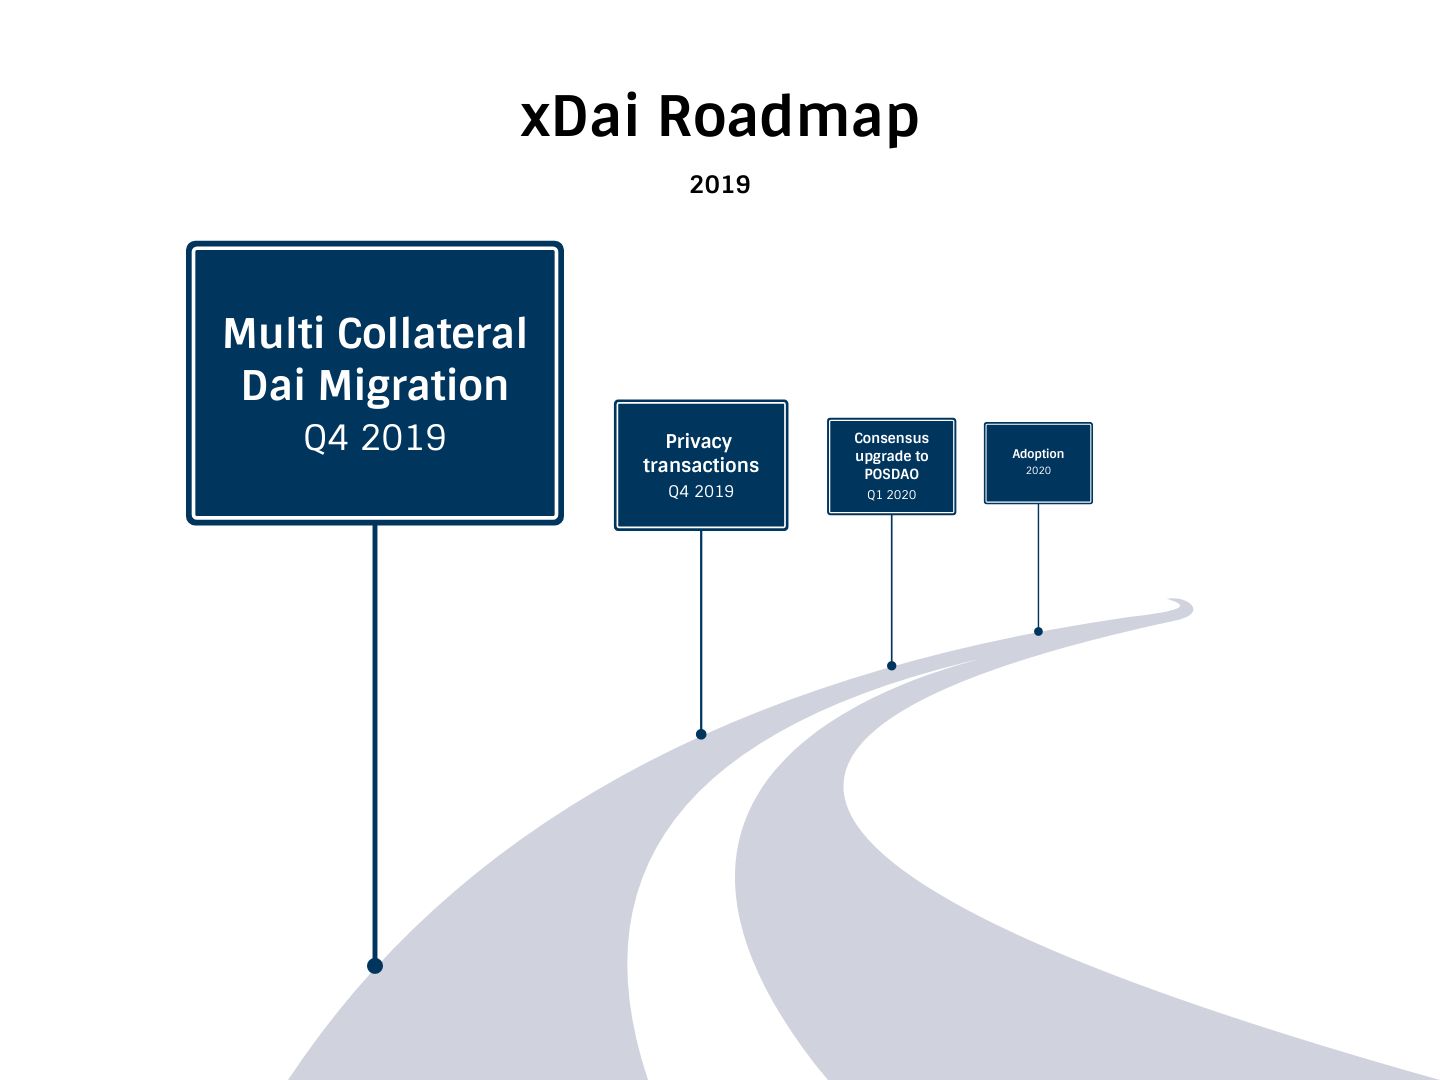 xDai Roadmap
2019
Multi Collateral
Dai Migration
Q4 2019
Privacy
transactions
Q4 2019
Consensus
upgrade to
POSDAO
Q1 2020
Adoption
2020